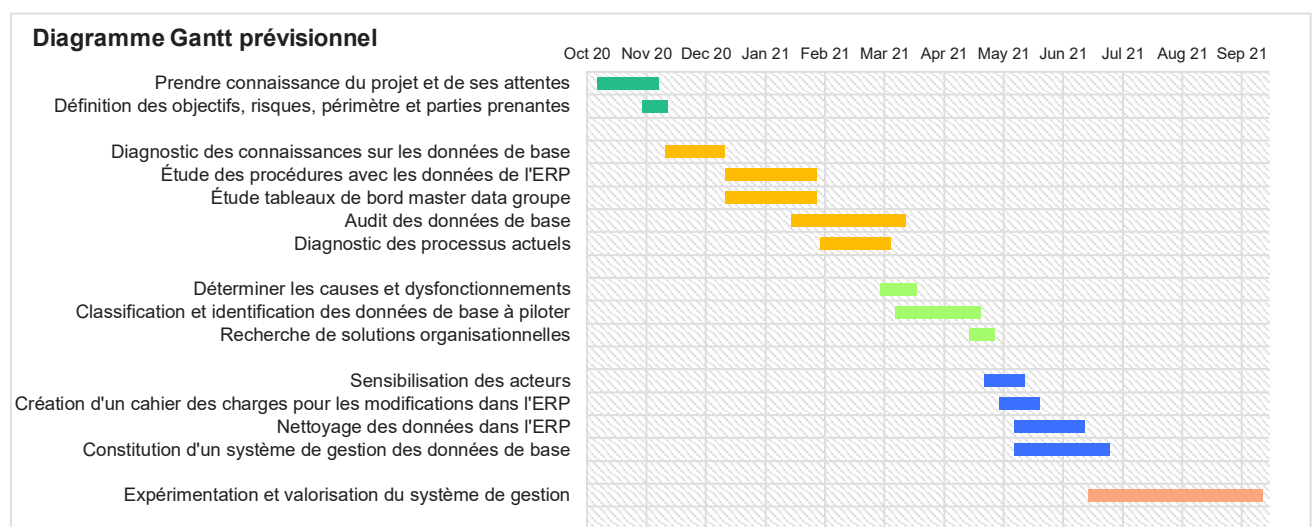 Diagramme Gantt prévisionnel
Oct 20 Nov 20 Dec 20 Jan 21 Feb 21 Mar 21 Apr 21 May 21 Jun 21 Jul 21 Aug 21 Sep 21
Prendre connaissance du projet et de ses attentes
Définition des objectifs, risques, périmètre et parties prenantes
Diagnostic des connaissances sur les données de base
Étude des procédures avec les données de l'ERP
Étude tableaux de bord master data groupe
Audit des données de base
Diagnostic des processus actuels
Déterminer les causes et dysfonctionnements
Classification et identification des données de base à piloter
Recherche de solutions organisationnelles
Sensibilisation des acteurs
Création d'un cahier des charges pour les modifications dans l'ERP
Nettoyage des données dans l'ERP
Constitution d'un système de gestion des données de base
Expérimentation et valorisation du système de gestion